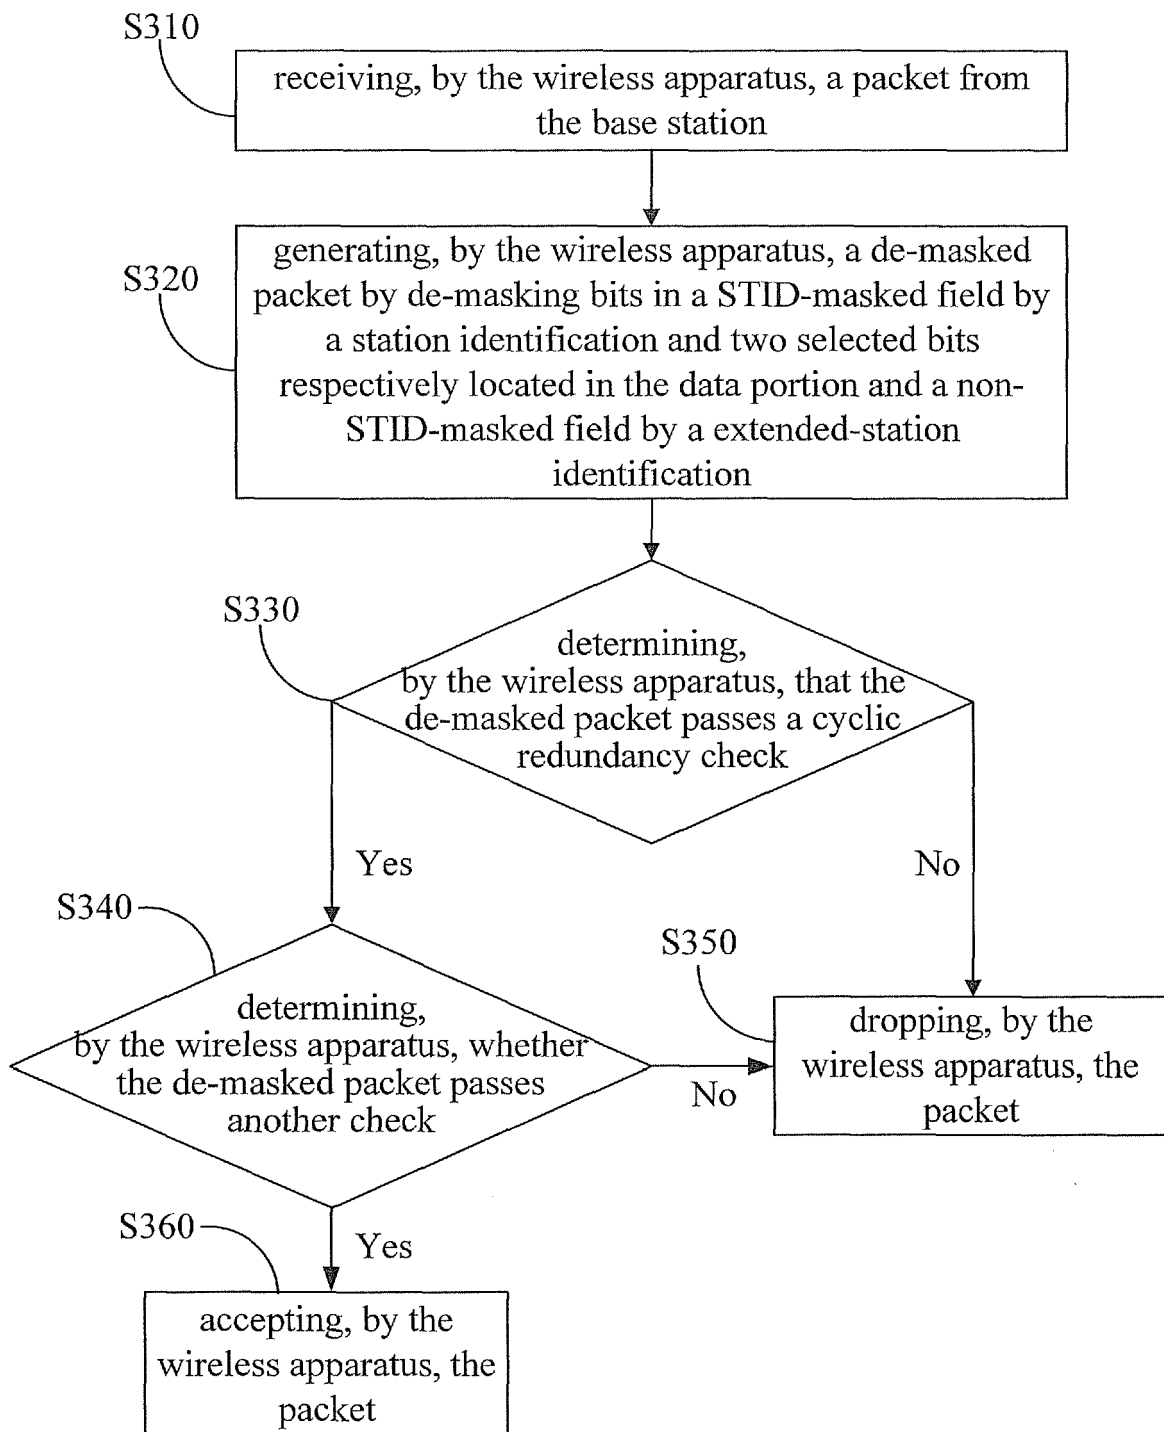 S310
receiving, by the wireless apparatus, a packet from
the base station
S320
generating, by the wireless apparatus, a de-masked
packet by de-masking bits in a STID-masked field by
a station identification and two selected bits
respectively located in the data portion and a non-
STID-masked field by a extended-station
identification
S330
determining,
by the wireless apparatus, that the
de-masked packet passes a cyclic
redundancy check
Yes
No
S340
determining,
by the wireless apparatus, whether
the de-masked packet passes
another check
No
S350
dropping, by the
wireless apparatus, the
packet
Yes
S360
accepting, by the
wireless apparatus, the
packet